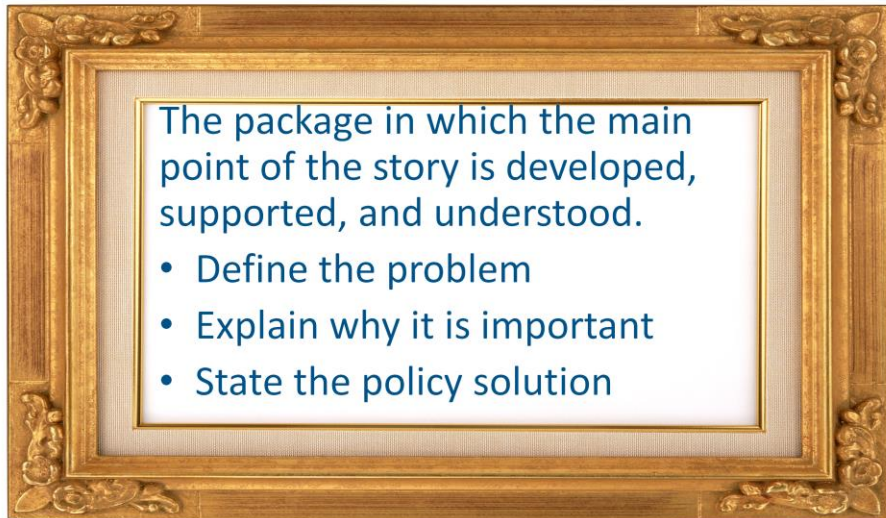 The package in which the main
point of the story is developed,
supported, and understood.
• Define the problem
• Explain why it is important
• State the policy solution